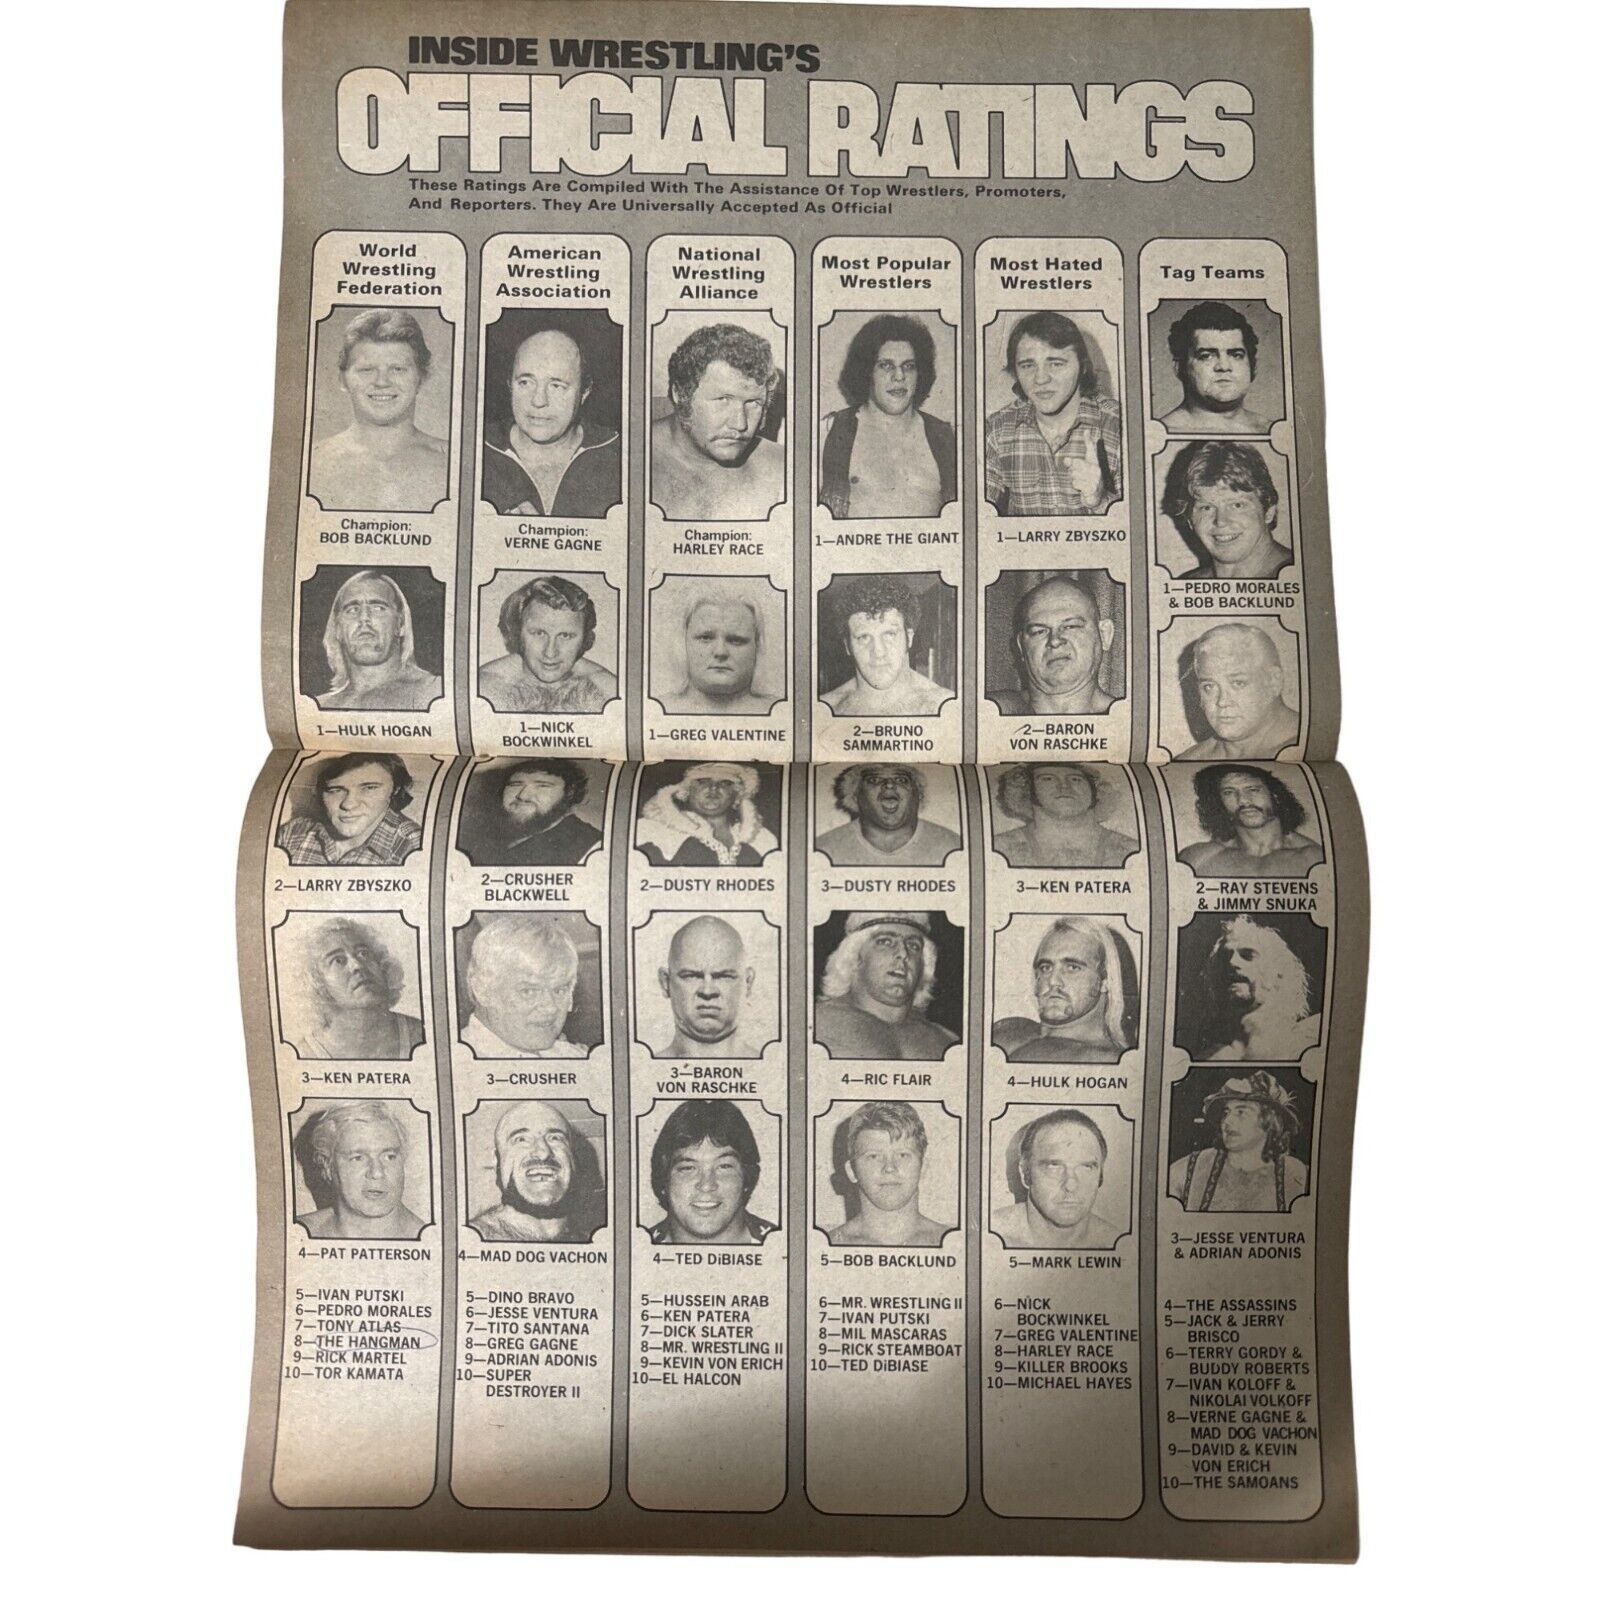 INSIDE WRESTLING'S
OFFICIAL RATINGS
These Ratings Are Compiled With The Assistance Of Top Wrestlers, Promoters,
And Reporters. They Are Universally Accepted As Official
World
Wrestling
Federation
Champion:
BOB BACKLUND
1—HULK HOGAN
2—LARRY ZBYSZKO
3—KEN PATERA
4—PAT PATTERSON
5—IVAN PUTSKI
6—PEDRO MORALES
7—TONY ATLAS
8—THE HANGMAN
9—RICK MARTEL
10—TOR KAMATA
American
Wrestling
Association
Champion:
VERNE GAGNE
1—NICK
BOCKWINKEL
2—CRUSHER
BLACKWELL
3—CRUSHER
4—MAD DOG VACHON
5—DINO BRAVO
6—JESSE VENTURA
7—TITO SANTANA
8—GREG GAGNE
9—ADRIAN ADONIS
10—SUPER
DESTROYER II
National
Wrestling
Alliance
Champion:
HARLEY RACE
1—GREG VALENTINE
2—DUSTY RHODES
3—BARON
VON RASCHKE
4—TED DiBIASE
5—HUSSEIN ARAB
6—KEN PATERA
7—DICK SLATER
8—MR. WRESTLING II
9—KEVIN VON ERICH
10—EL HALCON
Most Popular
Wrestlers
1—ANDRE THE GIANT
2—BRUNO
SAMMARTINO
3—DUSTY RHODES
4—RIC FLAIR
5—BOB BACKLUND
6—MR. WRESTLING II
7—IVAN PUTSKI
8—MIL MASCARAS
9—RICK STEAMBOAT
10—TED DiBIASE
Most Hated
Wrestlers
1—LARRY ZBYSZKO
2—BARON
VON RASCHKE
3—KEN PATERA
4—HULK HOGAN
5—MARK LEWIN
6—NICK
BOCKWINKEL
7—GREG VALENTINE
8—HARLEY RACE
9—KILLER BROOKS
10—MICHAEL HAYES
Tag Teams
1—PEDRO MORALES
& BOB BACKLUND
2—RAY STEVENS
& JIMMY SNUKA
3—JESSE VENTURA
& ADRIAN ADONIS
4—THE ASSASSINS
5—JACK & JERRY
BRISCO
6—TERRY GORDY &
BUDDY ROBERTS
7—IVAN KOLOFF &
NIKOLAI VOLKOFF
8—VERNE GAGNE &
MAD DOG VACHON
9—DAVID & KEVIN
VON ERICH
10—THE SAMOANS